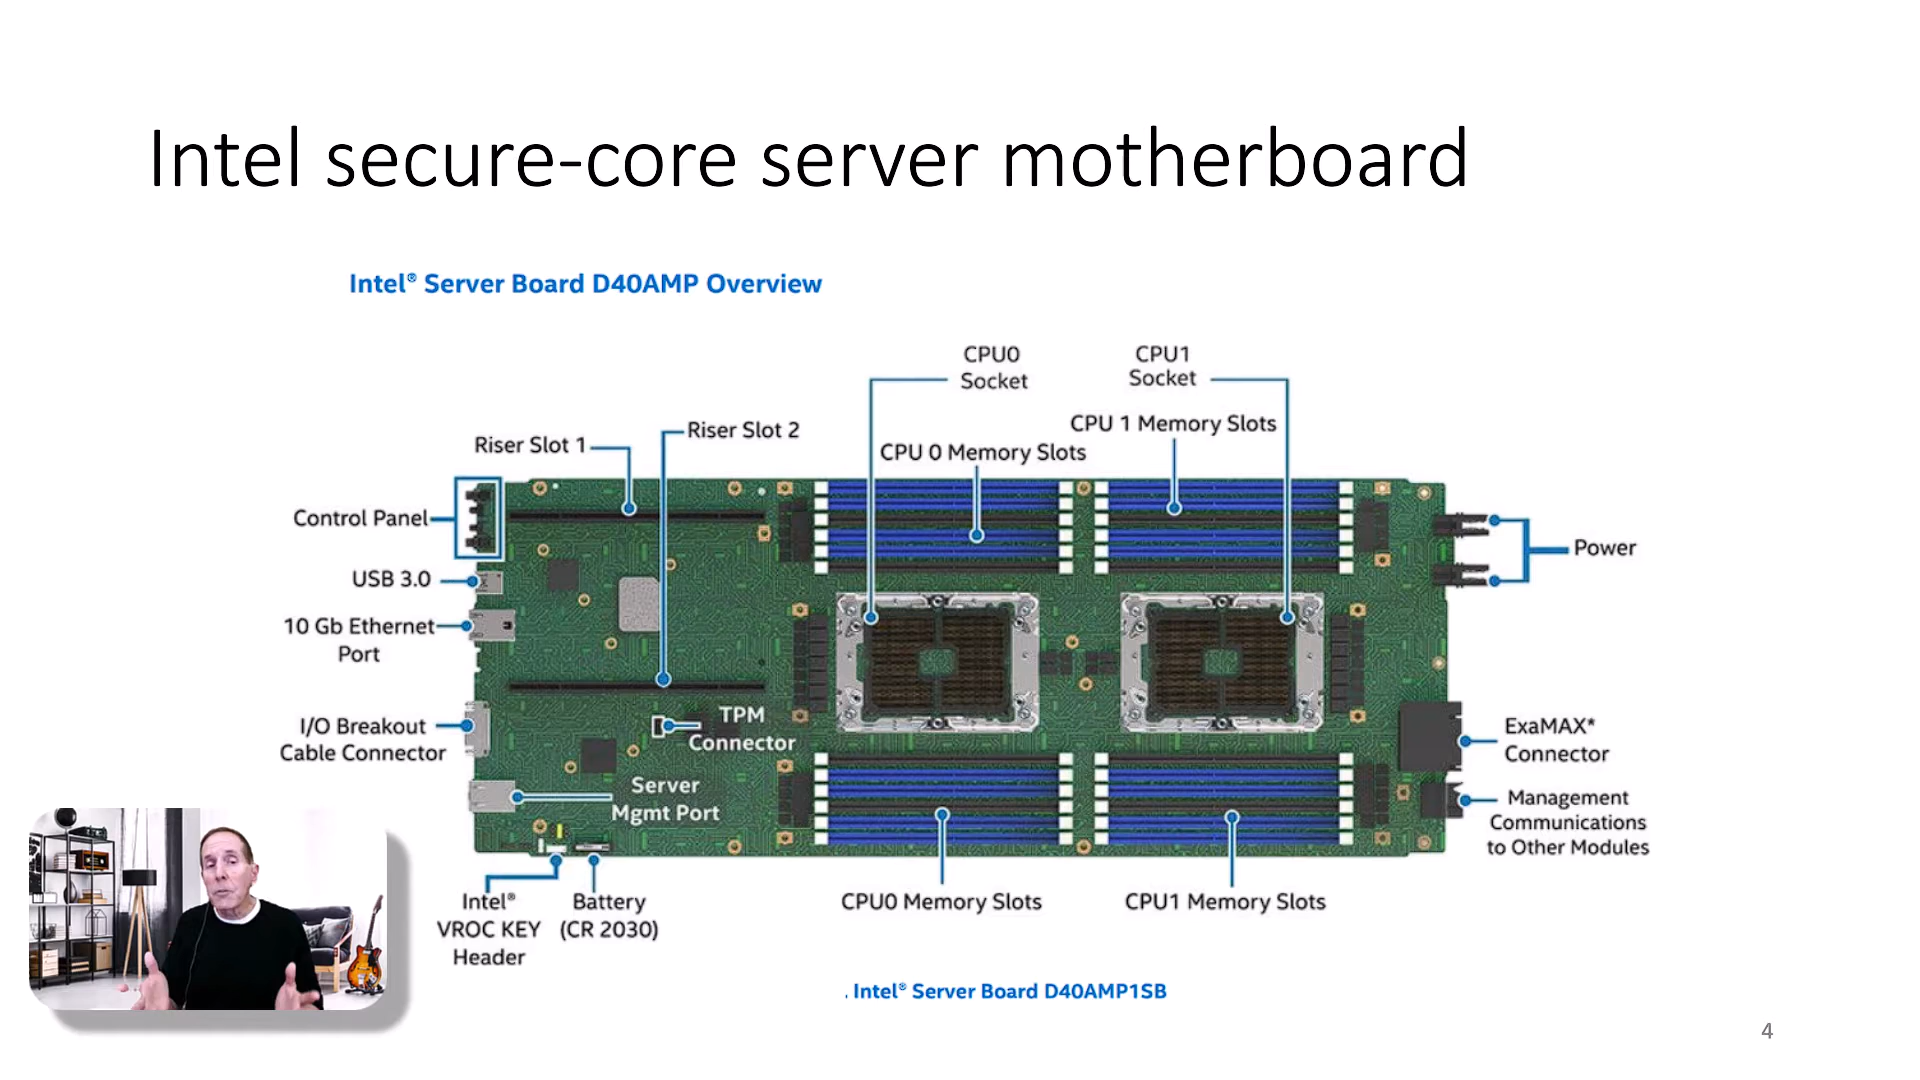 Intel secure-core server motherboard
Intel® Server Board D40AMP Overview
CPU0
Socket
CPU1
Socket
CPU 1 Memory Slots
Riser Slot 2
Riser Slot 1
CPU 0 Memory Slots
Control Panel
Power
USB 3.0
10 Gb Ethernet
Port
I/O Breakout
Cable Connector
TPM
Connector
ExaMAX*
Connector
Server
Mgmt Port
Management
Communications
to Other Modules
Intel®
VROC KEY
Header
Battery
(CR 2030)
CPU0 Memory Slots
CPU1 Memory Slots
. Intel® Server Board D40AMP1SB
4